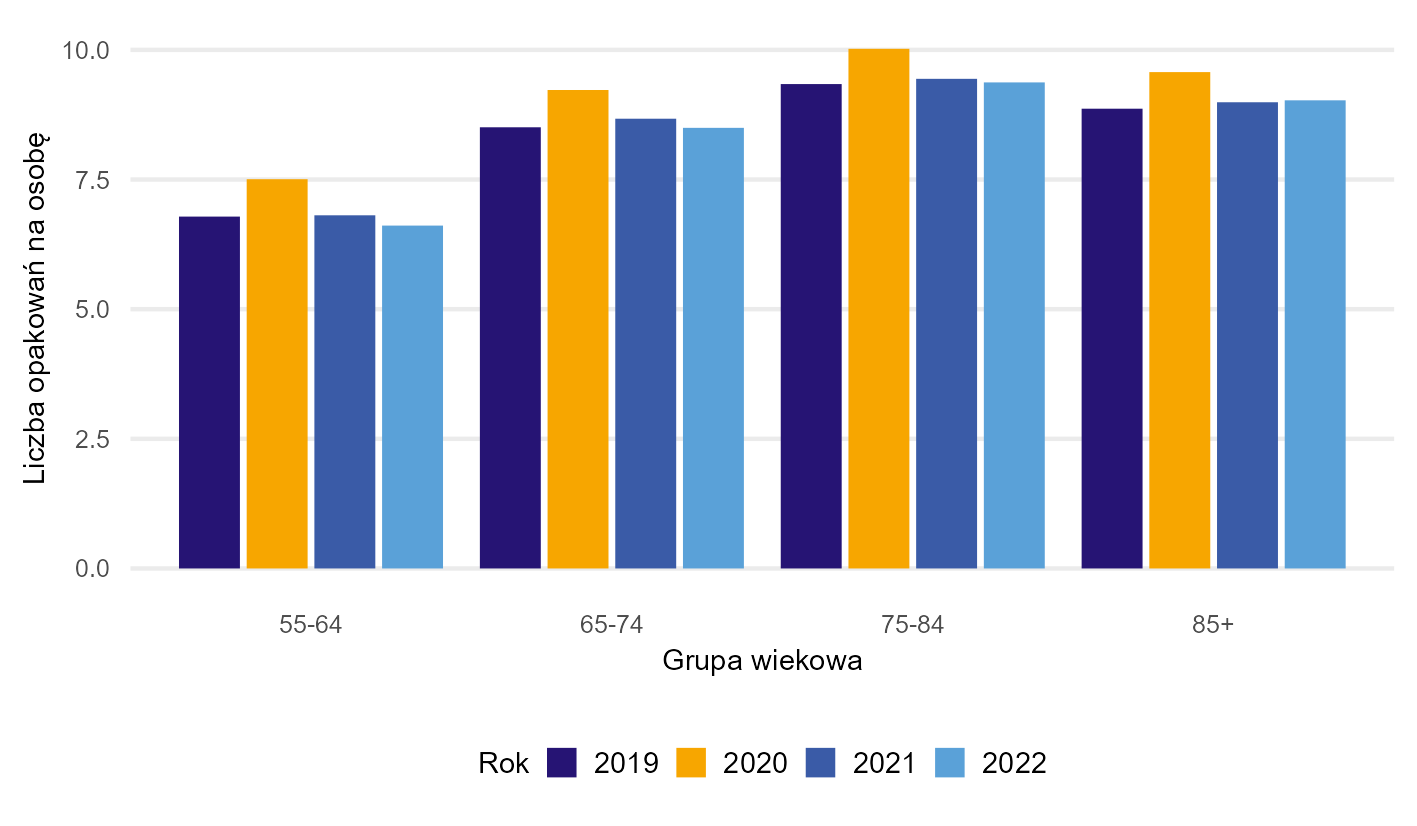 10.0
7.5
5.0
2.5
0.0
Liczba opakowań na osobę
55-64 65-74 75-84 85+
Grupa wiekowa
Rok 2019 2020 2021 2022